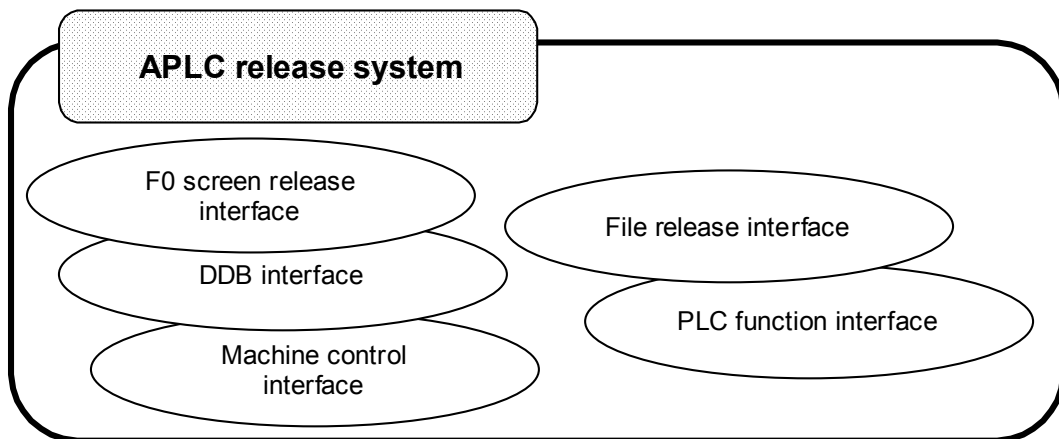 APLC release system
F0 screen release
interface
DDB interface
Machine control
interface
File release interface
PLC function interface